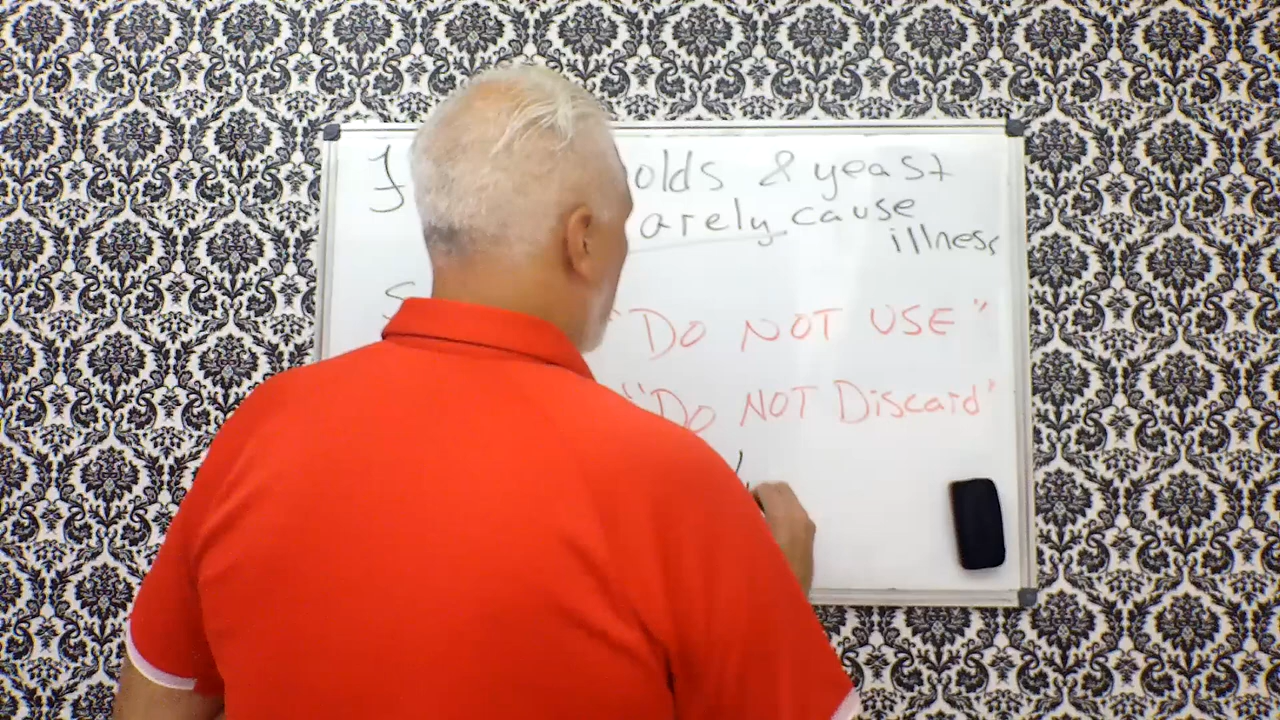 olds & yeast
arely cause
illness
"Do NOT USE"
"Do NOT Discard"